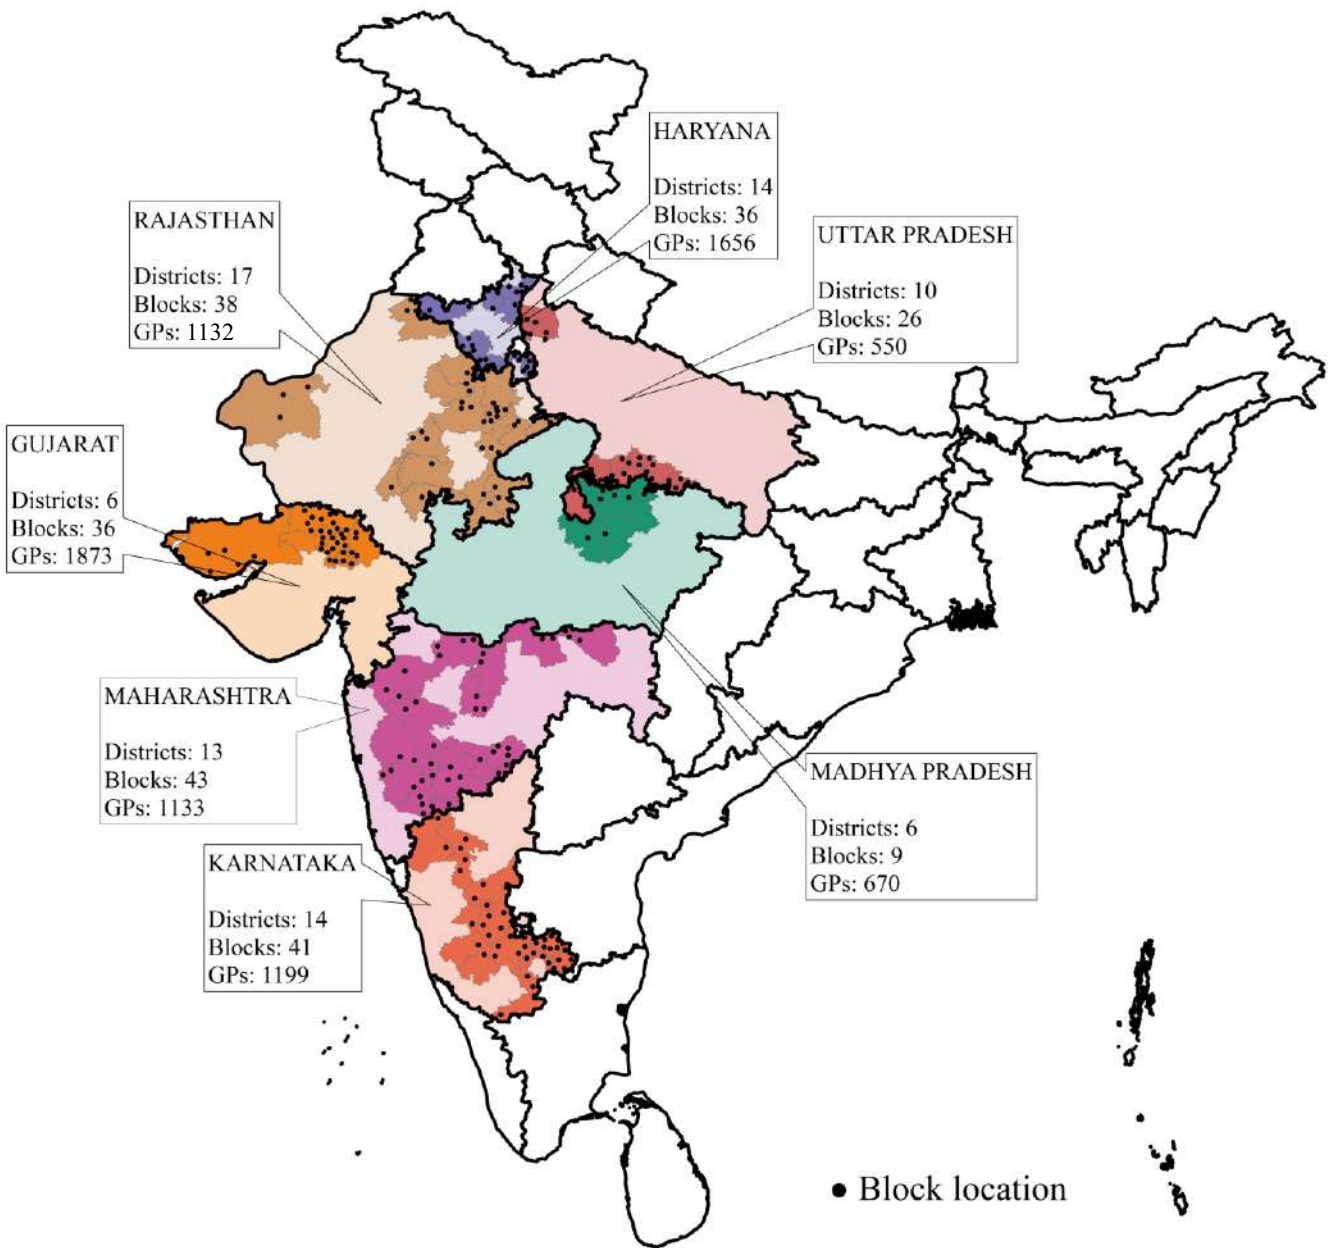 HARYANA
Districts: 14
Blocks: 36
GPs: 1656
RAJASTHAN
Districts: 17
Blocks: 38
GPs: 1132
UTTAR PRADESH
Districts: 10
Blocks: 26
GPs: 550
GUJARAT
Districts: 6
Blocks: 36
GPs: 1873
MAHARASHTRA
Districts: 13
Blocks: 43
GPs: 1133
MADHYA PRADESH
Districts: 6
Blocks: 9
GPs: 670
KARNATAKA
Districts: 14
Blocks: 41
GPs: 1199
Block location